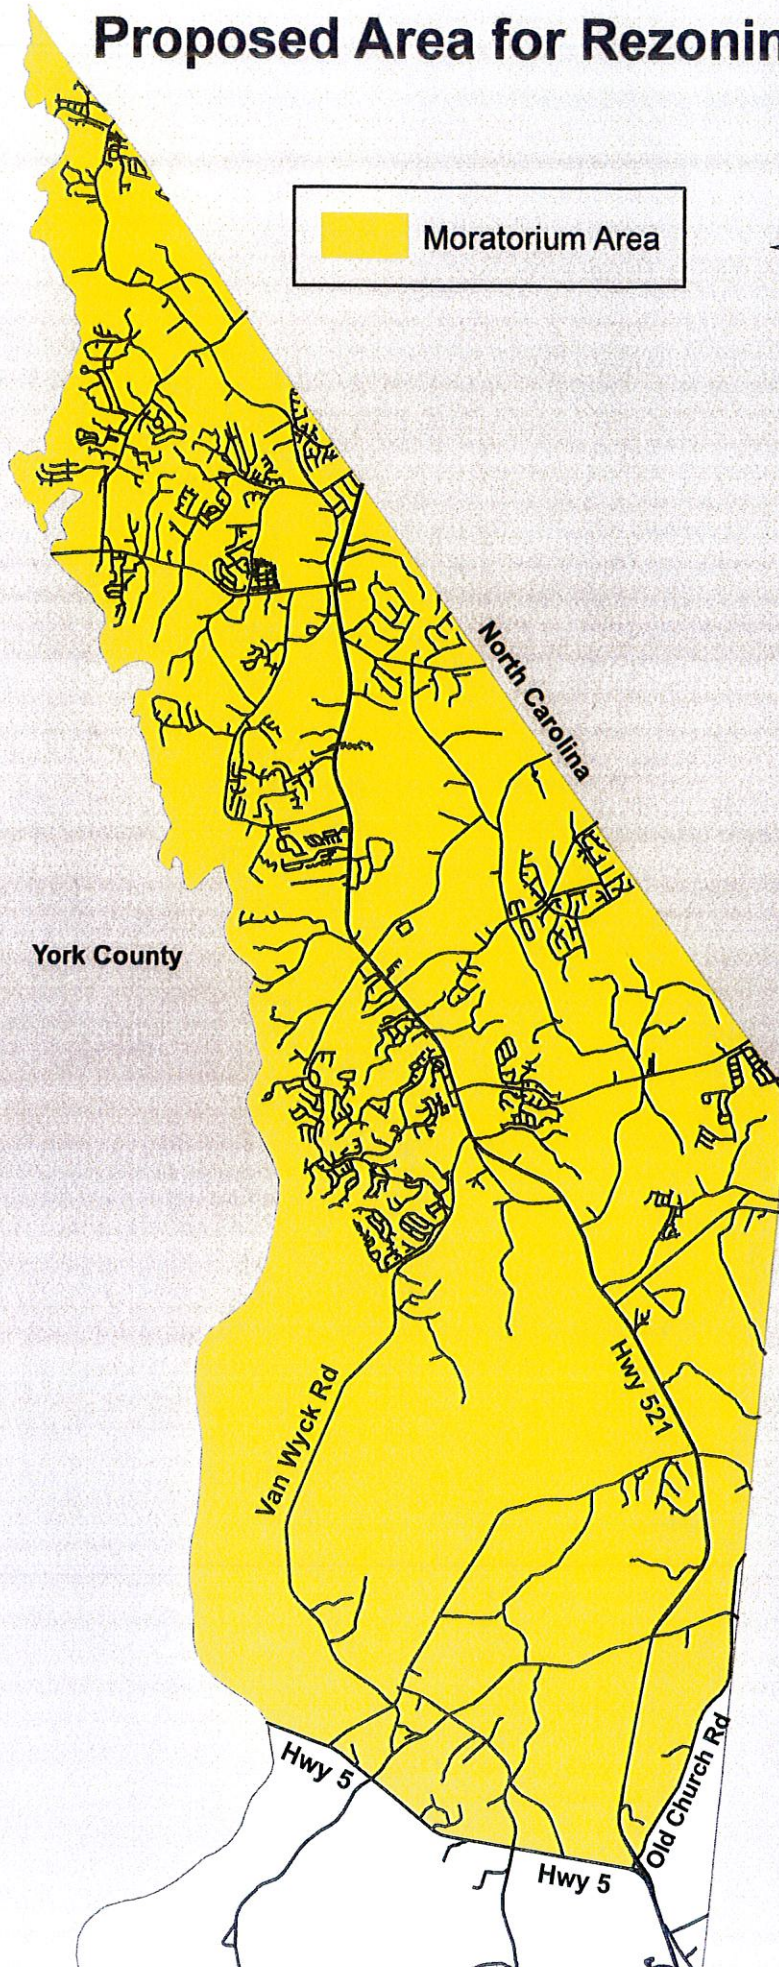 Proposed Area for Rezonin
Moratorium Area
North Carolina
York County
Hwy 521
Van Wyck Rd
Old Church Rd
Hwy 5
Hwy 5